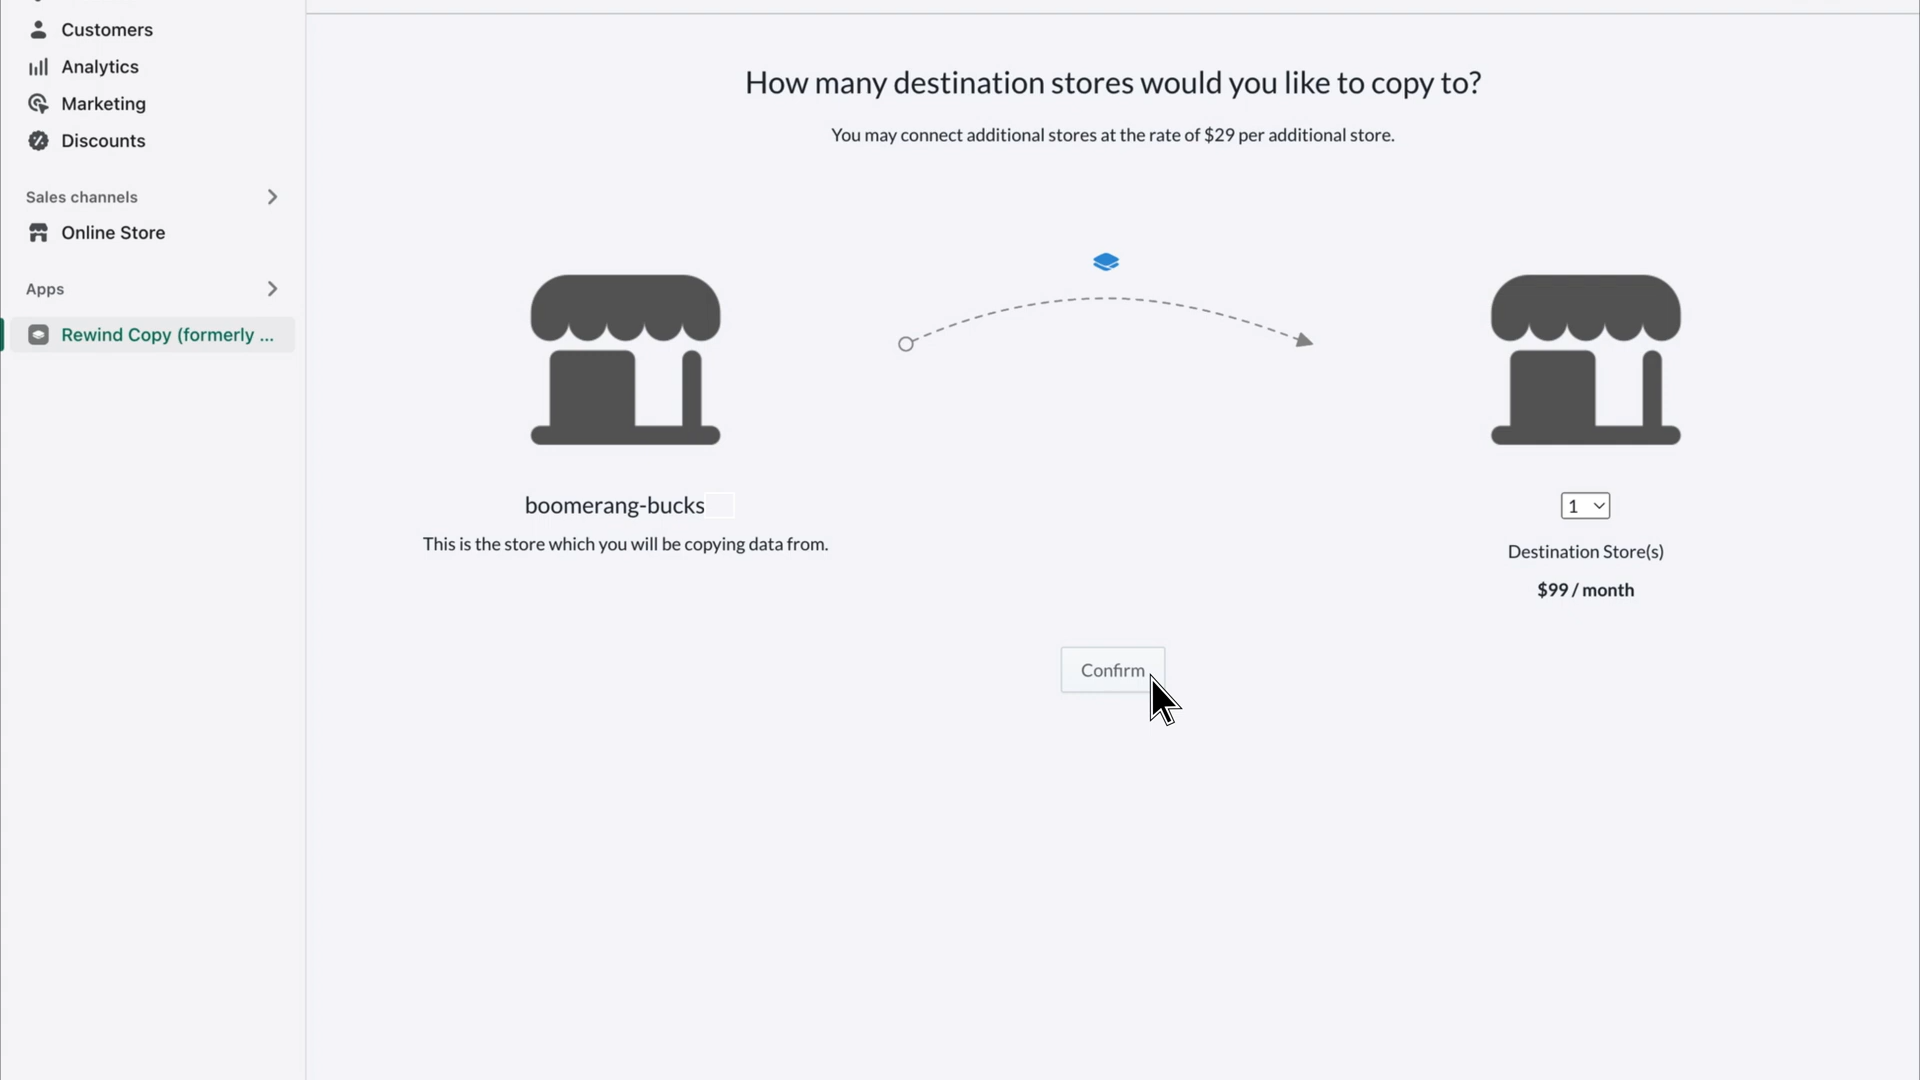 Customers
Analytics
Marketing
Discounts
Sales channels
Online Store
Apps
Rewind Copy (formerly ...
How many destination stores would you like to copy to?
You may connect additional stores at the rate of $29 per additional store.
boomerang-bucks
This is the store which you will be copying data from.
1
Destination Store(s)
$99 / month
Confirm